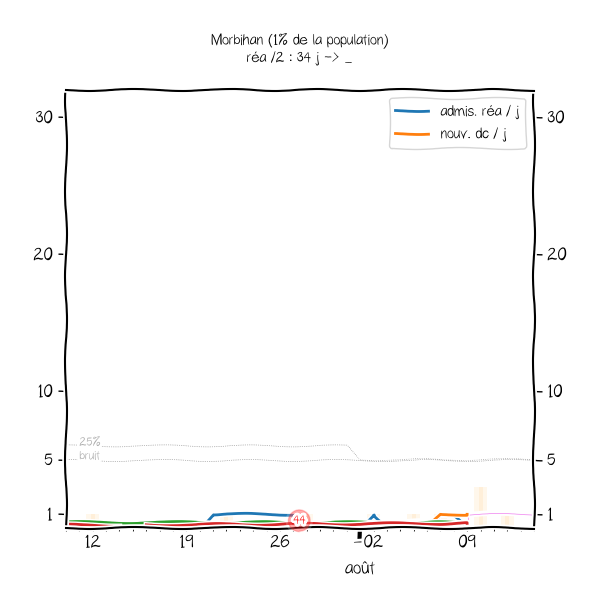 Morbihan (1% de la population)
réa /2 : 34 j -> _
admis. réa / j
nouv. dc / j
30 30
20 20
10 10
25%
bruit
5 5
44
1 1
12 19 26 02 09
août